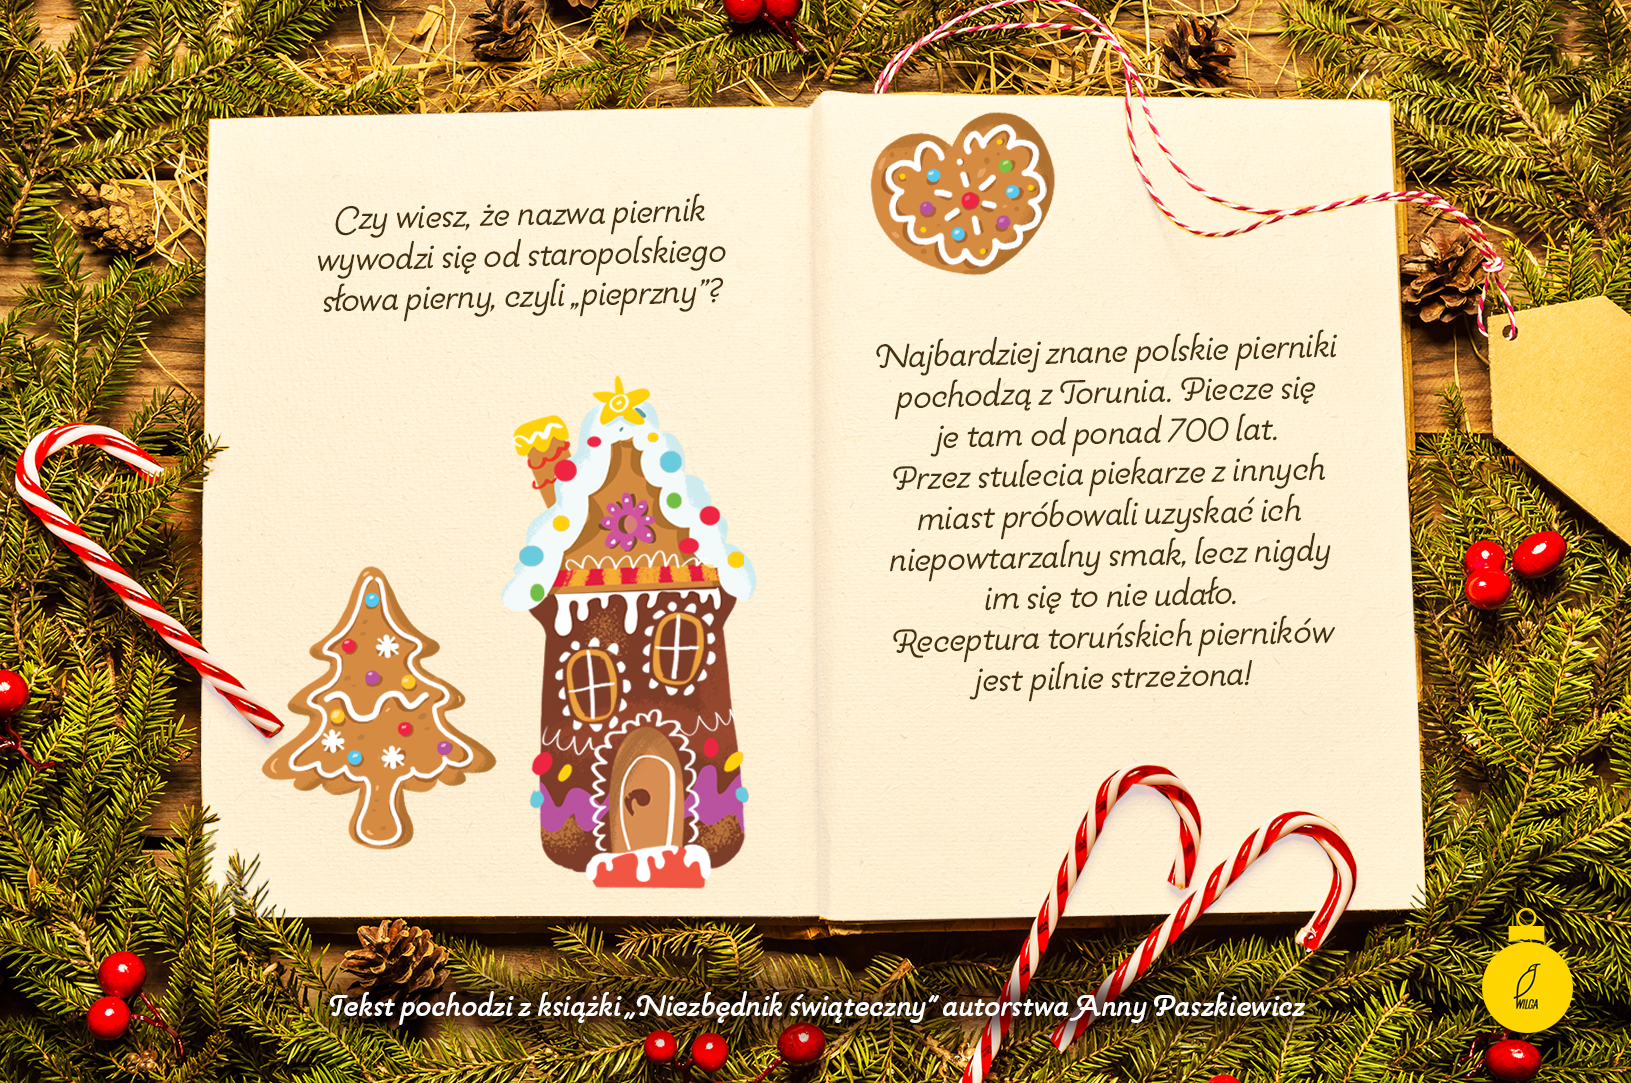 Czy wiesz, że nazwa piernik
wywodzi się od staropolskiego
słowa pierny, czyli „pieprzny”?
Najbardziej znane polskie pierniki
pochodzą z Torunia. Piecze się
je tam od ponad 700 lat.
Przez stulecia piekarze z innych
miast próbowali uzyskać ich
niepowtarzalny smak, lecz nigdy
im się to nie udało.
Receptura toruńskich pierników
jest pilnie strzeżona!
Tekst pochodzi z książki „Niezbędnik świąteczny” autorstwa Anny Paszkiewicz
WILGA